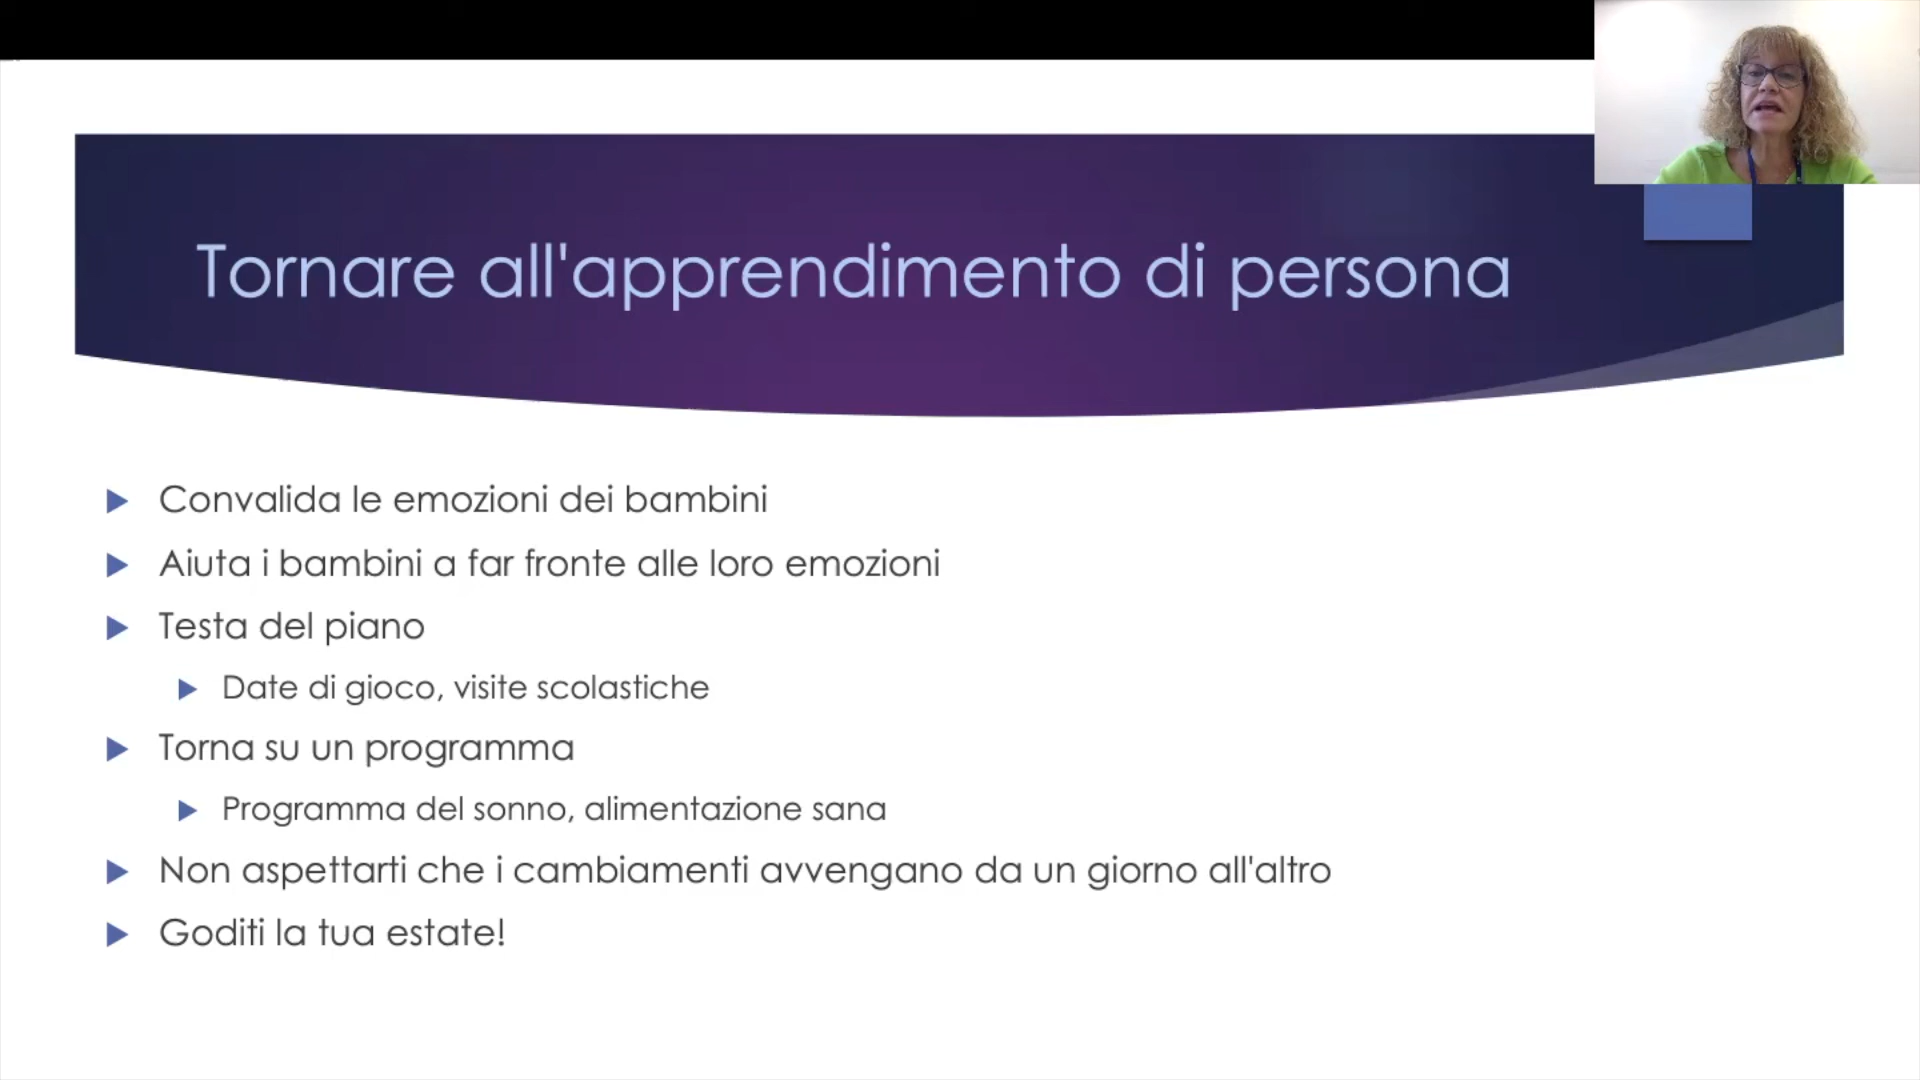 Tornare all'apprendimento di persona
Convalida le emozioni dei bambini
Aiuta i bambini a far fronte alle loro emozioni
Testa del piano
Date di gioco, visite scolastiche
Torna su un programma
Programma del sonno, alimentazione sana
Non aspettarti che i cambiamenti avvengano da un giorno all'altro
Goditi la tua estate!